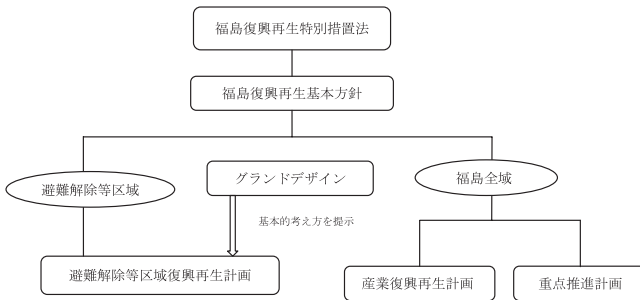 福島復興再生特別措置法
福島復興再生基本方針
避難解除等区域
グランドデザイン
福島全域
基本的考え方を提示
避難解除等区域復興再生計画
産業復興再生計画
重点推進計画